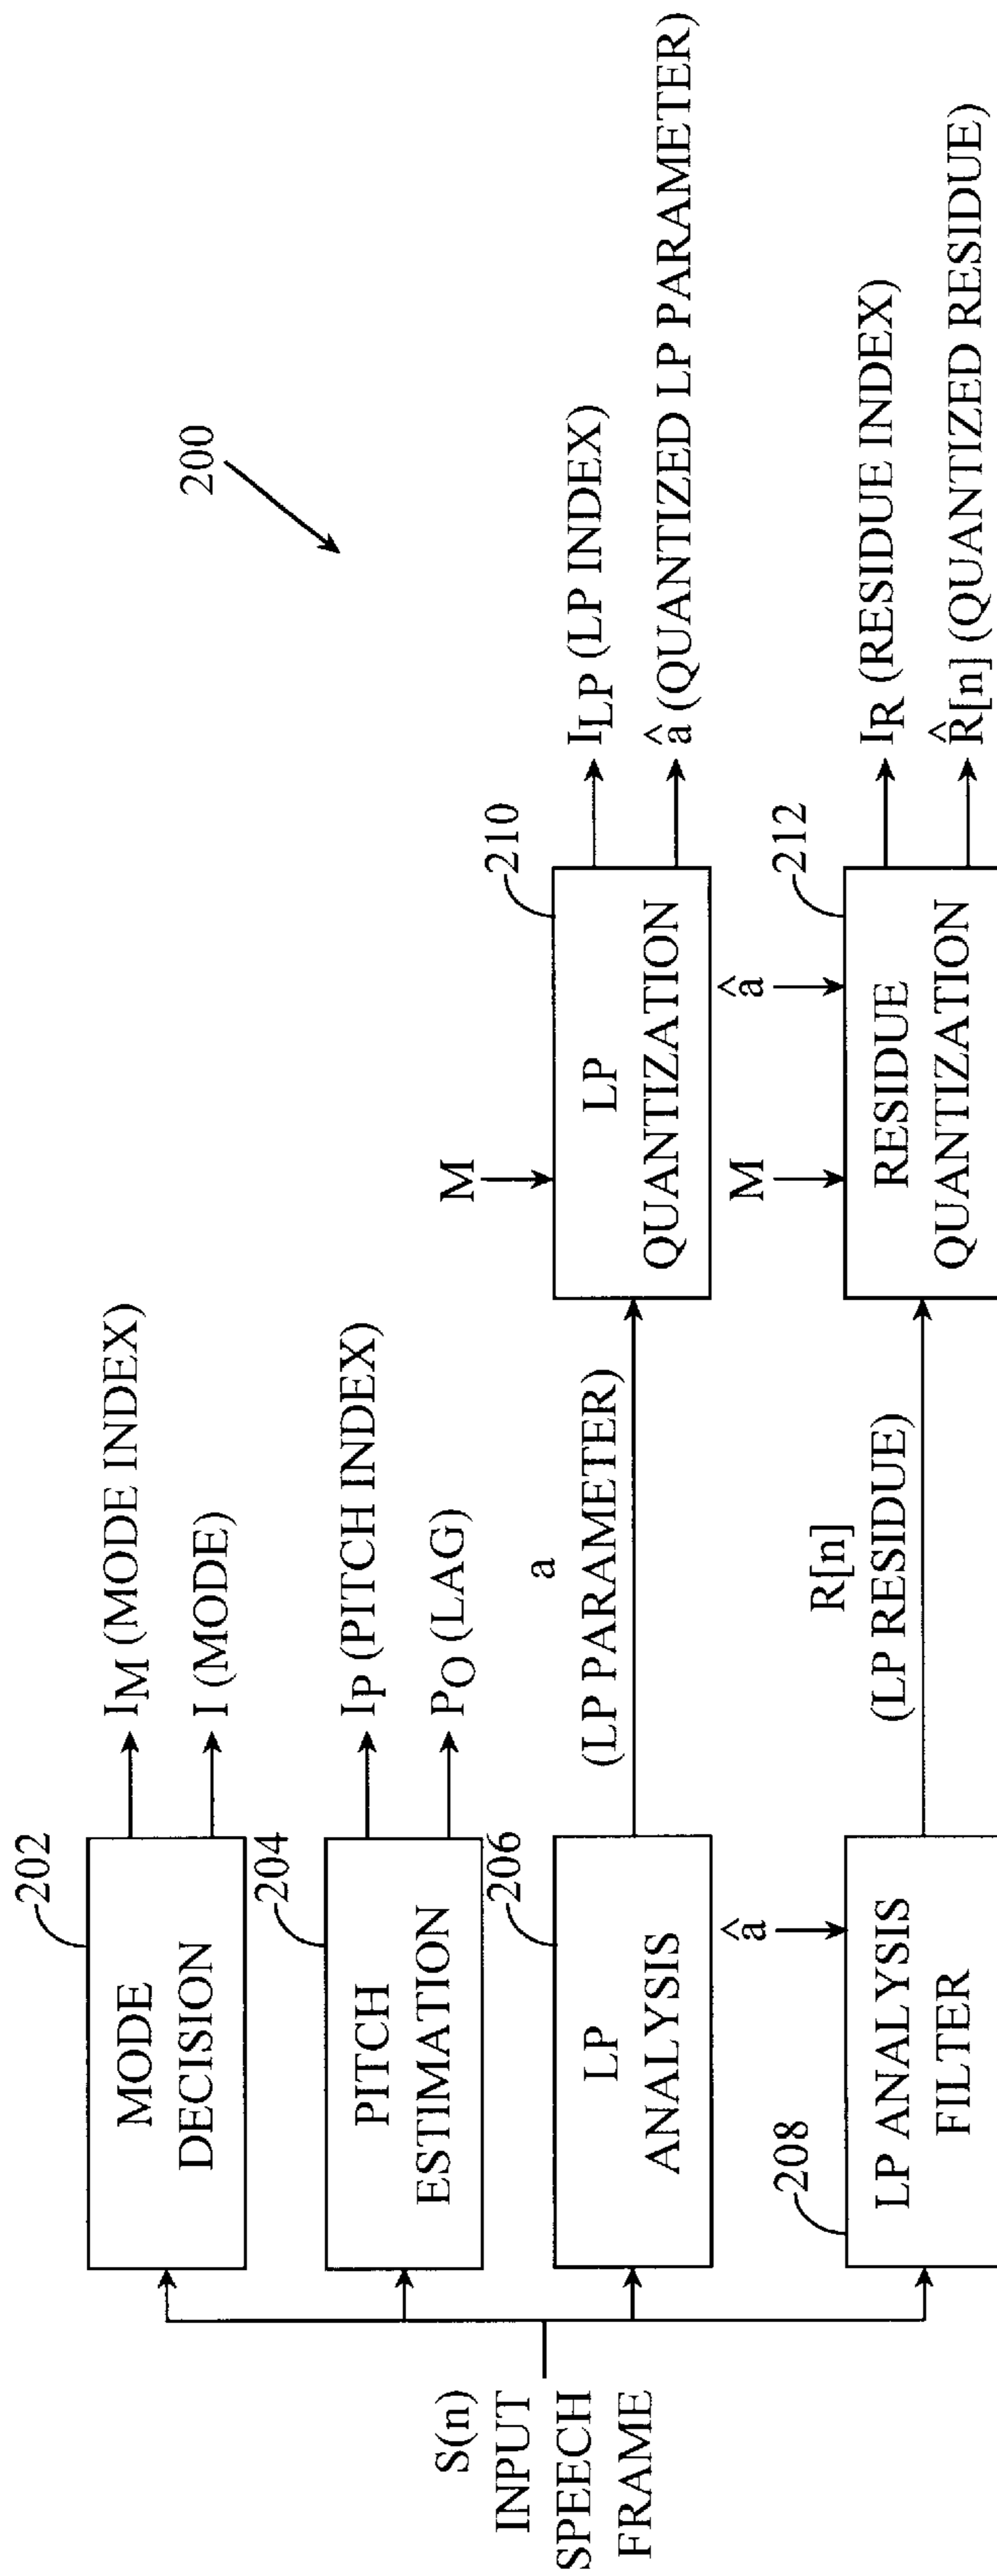 200
S(n)
INPUT
SPEECH
FRAME
202
MODE
DECISION
I_M (MODE INDEX)
I (MODE)
204
PITCH
ESTIMATION
I_P (PITCH INDEX)
P_O (LAG)
206
LP
ANALYSIS
a
(LP PARAMETER)
M
210
LP
QUANTIZATION
I_LP (LP INDEX)
â (QUANTIZED LP PARAMETER)
208
â
LP ANALYSIS
FILTER
R[n]
(LP RESIDUE)
M
â
212
RESIDUE
QUANTIZATION
I_R (RESIDUE INDEX)
R̂[n] (QUANTIZED RESIDUE)